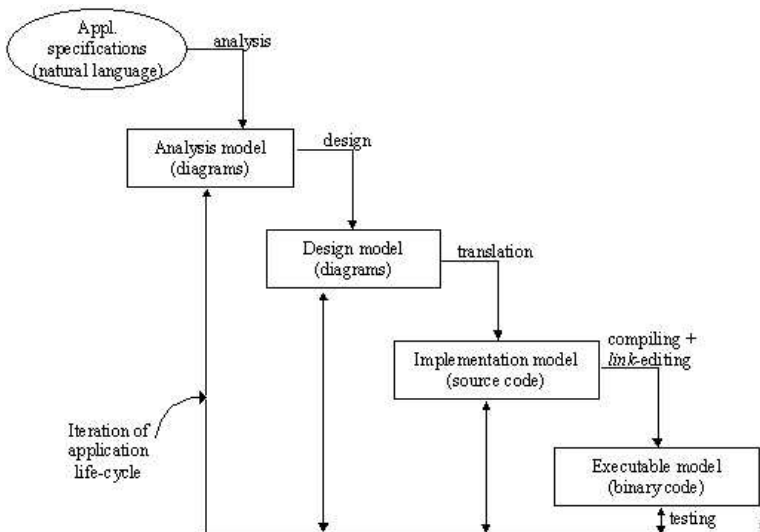 Appl.
specifications
(natural language)
analysis
Analysis model
(diagrams)
design
Design model
(diagrams)
translation
Implementation model
(source code)
compiling +
link-editing
Iteration of
application
life-cycle
Executable model
(binary code)
testing